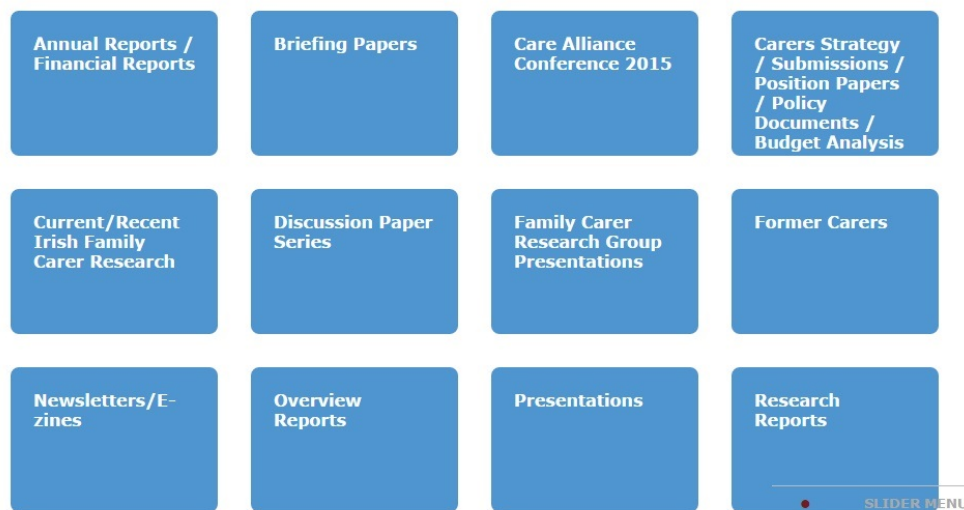 Annual Reports /
Financial Reports
Briefing Papers
Care Alliance
Conference 2015
Carers Strategy
/ Submissions /
Position Papers
/ Policy
Documents /
Budget Analysis
Current/Recent
Irish Family
Carer Research
Discussion Paper
Series
Family Carer
Research Group
Presentations
Former Carers
Newsletters/E-
zines
Overview
Reports
Presentations
Research
Reports
SLIDER MENU